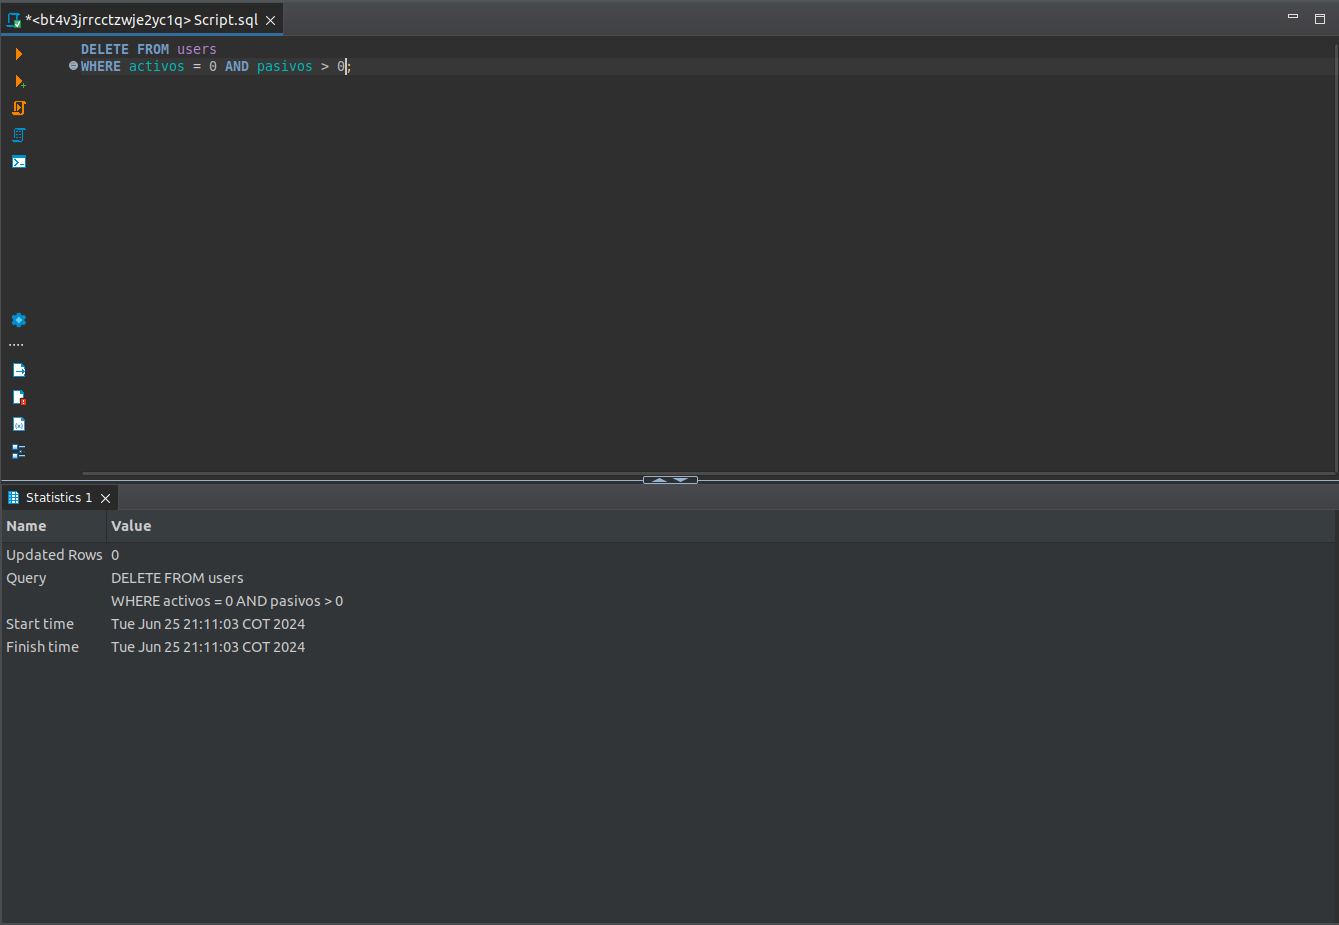 *<bt4v3jrrcctzwje2yc1q> Script.sql
DELETE FROM users
WHERE activos = 0 AND pasivos > 0;
Statistics 1
Name Value
Updated Rows 0
Query DELETE FROM users
WHERE activos = 0 AND pasivos > 0
Start time Tue Jun 25 21:11:03 COT 2024
Finish time Tue Jun 25 21:11:03 COT 2024